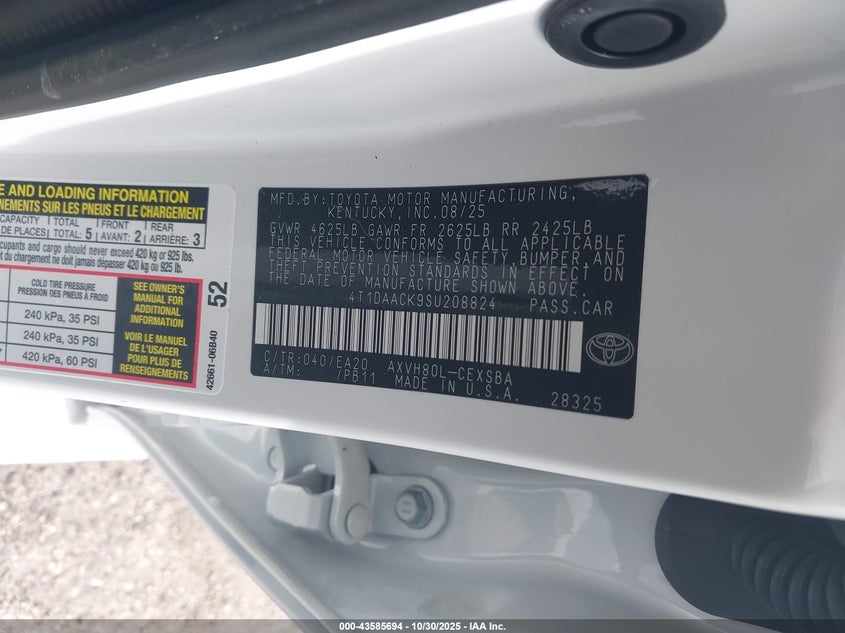 E AND LOADING INFORMATION
NEMENTS SUR LES PNEUS ET LE CHARGEMENT
CAPACITY TOTAL 5 FRONT 2 REAR 3
DE PLACES TOTAL AVANT ARRIÈRE
cupants and cargo should never exceed 420 kg or 925 lb.
t du chargement ne doit jamais dépasser 420 kg ou 925 lb.
COLD TIRE PRESSURE
PRESSION DES PNEUS À FROID
240 kPa, 35 PSI
240 kPa, 35 PSI
420 kPa, 60 PSI
SEE OWNER'S
MANUAL FOR
ADDITIONAL
INFORMATION
VOIR LE MANUEL
DE L'USAGER
POUR PLUS DE
RENSEIGNEMENTS
42661-06B40
52
MFD.BY:TOYOTA MOTOR MANUFACTURING,
KENTUCKY,INC.08/25
GVWR 4625LB GAWR FR 2625LB RR 2425LB
THIS VEHICLE CONFORMS TO ALL APPLICABLE
FEDERAL MOTOR VEHICLE SAFETY,BUMPER,AND
THEFT PREVENTION STANDARDS IN EFFECT ON
THE DATE OF MANUFACTURE SHOWN ABOVE.
4T1DAACK9SU208824 PASS.CAR
C/TR:040/EA20 AXVH80L-CEXSBA
A/TM: /PB11 MADE IN U.S.A. 28325
000-43585694 | 10/30/2025 - IAA Inc.